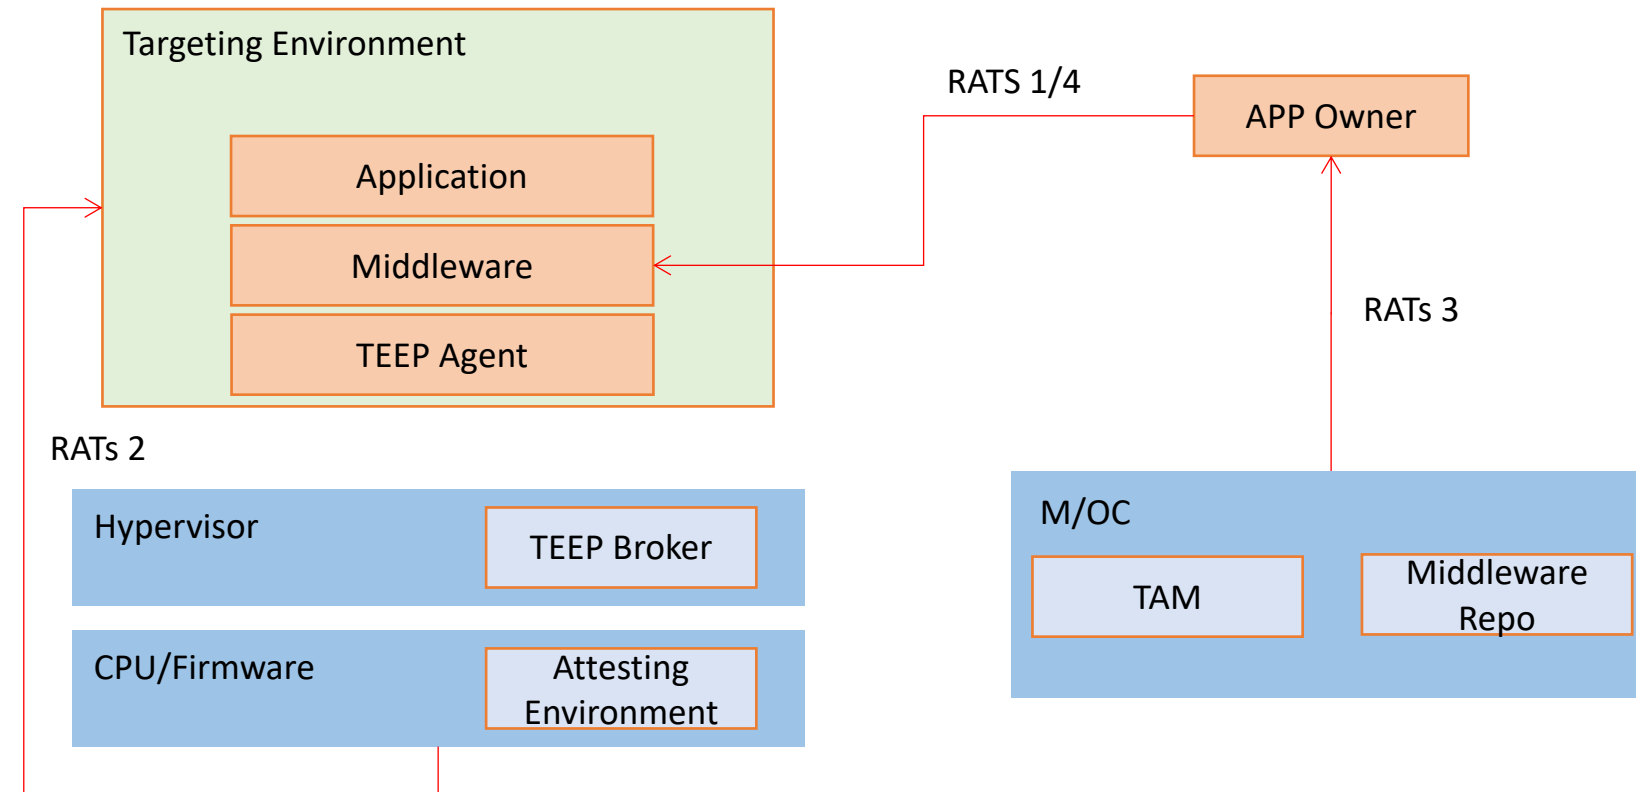 Targeting Environment
Application
Middleware
TEEP Agent
RATS 1/4
APP Owner
RATs 3
RATs 2
Hypervisor
TEEP Broker
CPU/Firmware
Attesting
Environment
M/OC
TAM
Middleware
Repo